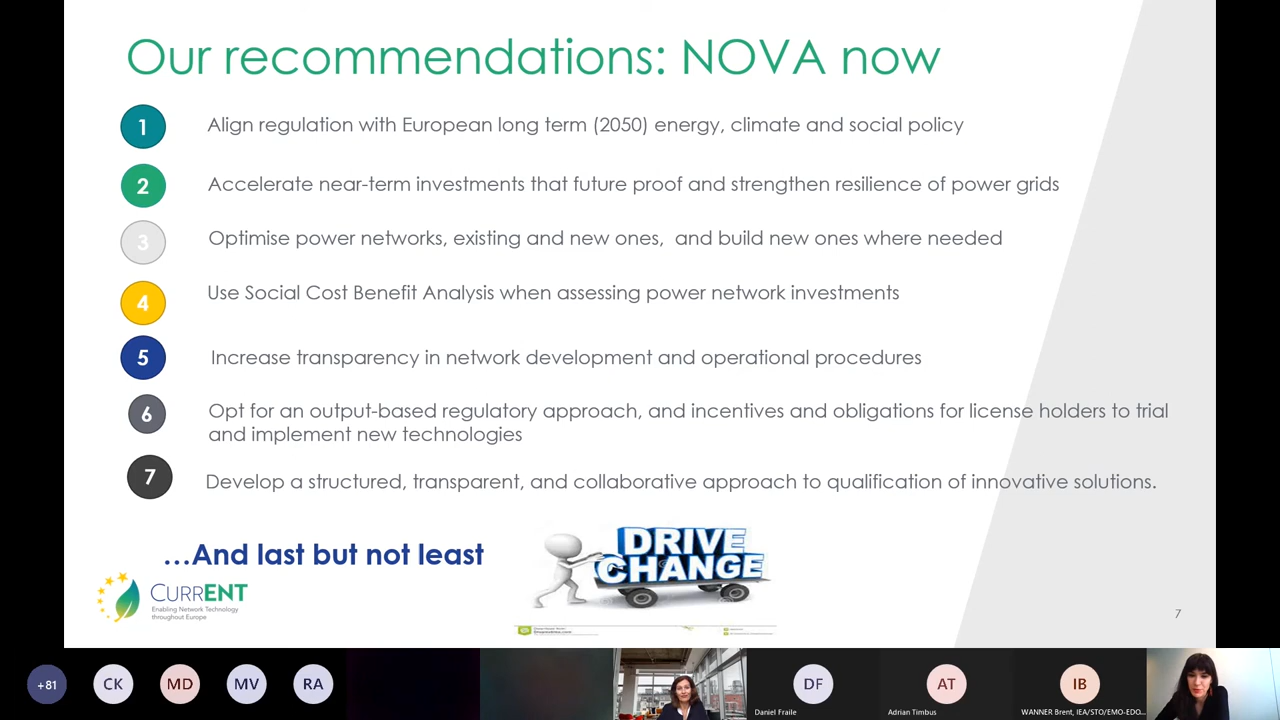 Our recommendations: NOVA now
1
Align regulation with European long term (2050) energy, climate and social policy
2
Accelerate near-term investments that future proof and strengthen resilience of power grids
3
Optimise power networks, existing and new ones, and build new ones where needed
4
Use Social Cost Benefit Analysis when assessing power network investments
5
Increase transparency in network development and operational procedures
6
Opt for an output-based regulatory approach, and incentives and obligations for license holders to trial
and implement new technologies
7
Develop a structured, transparent, and collaborative approach to qualification of innovative solutions.
...And last but not least
DRIVE
CHANGE
CURRENT
Enabling Network Technology
throughout Europe
7
+81
CK
MD
MV
RA
DF
AT
IB
Daniel Fraile
Adrian Timbus
WANNER Brent, IEA/STO/EMO-EDO...